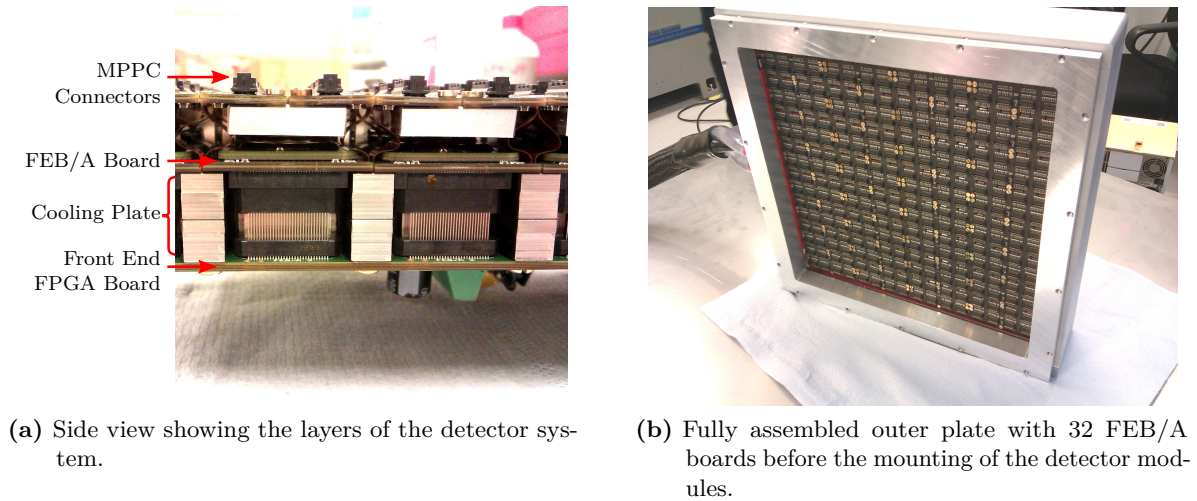 MPPC
Connectors
FEB/A Board
Cooling Plate
Front End
FPGA Board
(a) Side view showing the layers of the detector sys-
tem.
(b) Fully assembled outer plate with 32 FEB/A
boards before the mounting of the detector mod-
ules.